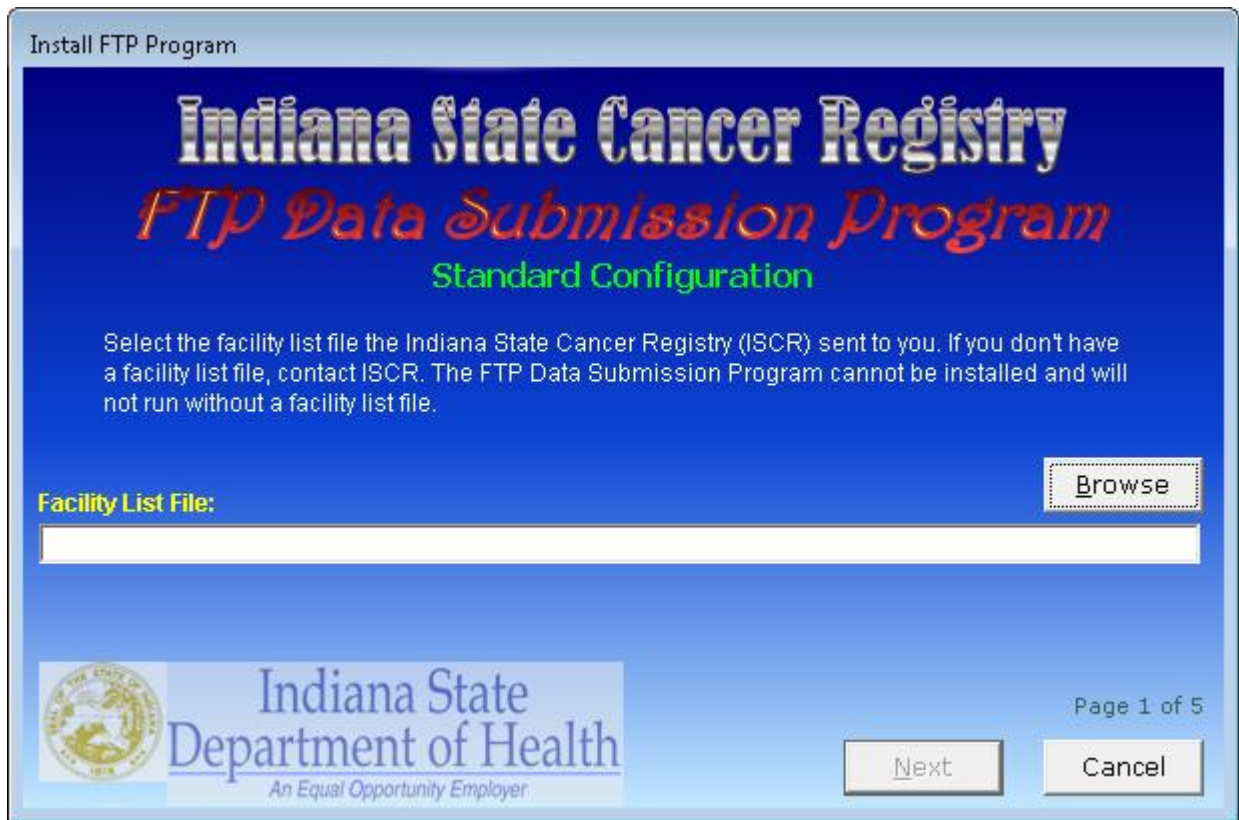 Install FTP Program
Indiana State Cancer Registry
FTP Data Submission Program
Standard Configuration
Select the facility list file the Indiana State Cancer Registry (ISCR) sent to you. If you don't have
a facility list file, contact ISCR. The FTP Data Submission Program cannot be installed and will
not run without a facility list file.
Browse
Facility List File:
Indiana State
Department of Health
An Equal Opportunity Employer
Page 1 of 5
Next
Cancel